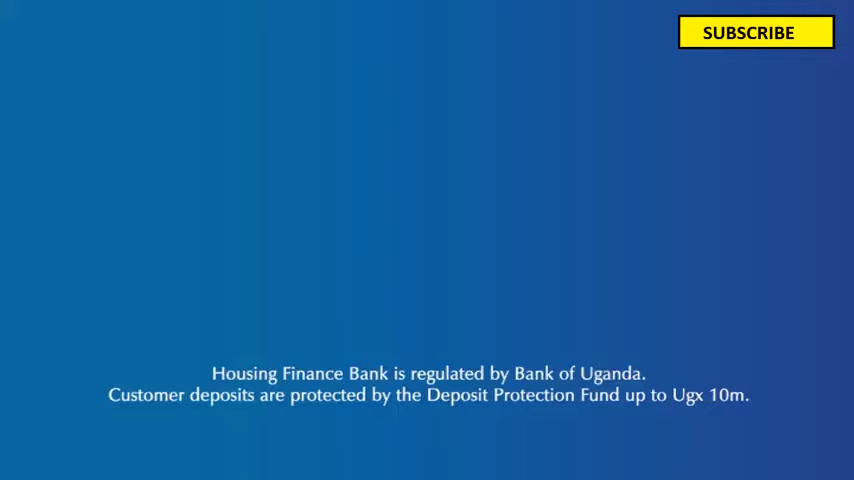 SUBSCRIBE
Housing Finance Bank is regulated by Bank of Uganda.
Customer deposits are protected by the Deposit Protection Fund up to Ugx 10m.